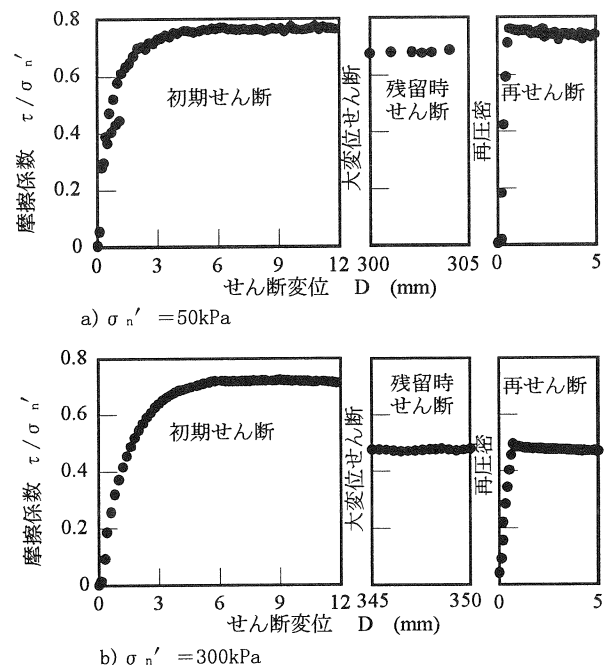 摩擦係数 τ/σn′
0.8
0.6
0.4
0.2
0
初期せん断
大変位せん断
残留時
せん断
再圧密
再せん断
0 3 6 9 12 300 305 0 5
せん断変位 D (mm)
a) σn′ =50kPa
摩擦係数 τ/σn′
0.8
0.6
0.4
0.2
0
初期せん断
大変位せん断
残留時
せん断
再圧密
再せん断
0 3 6 9 12 345 350 0 5
せん断変位 D (mm)
b) σn′ =300kPa